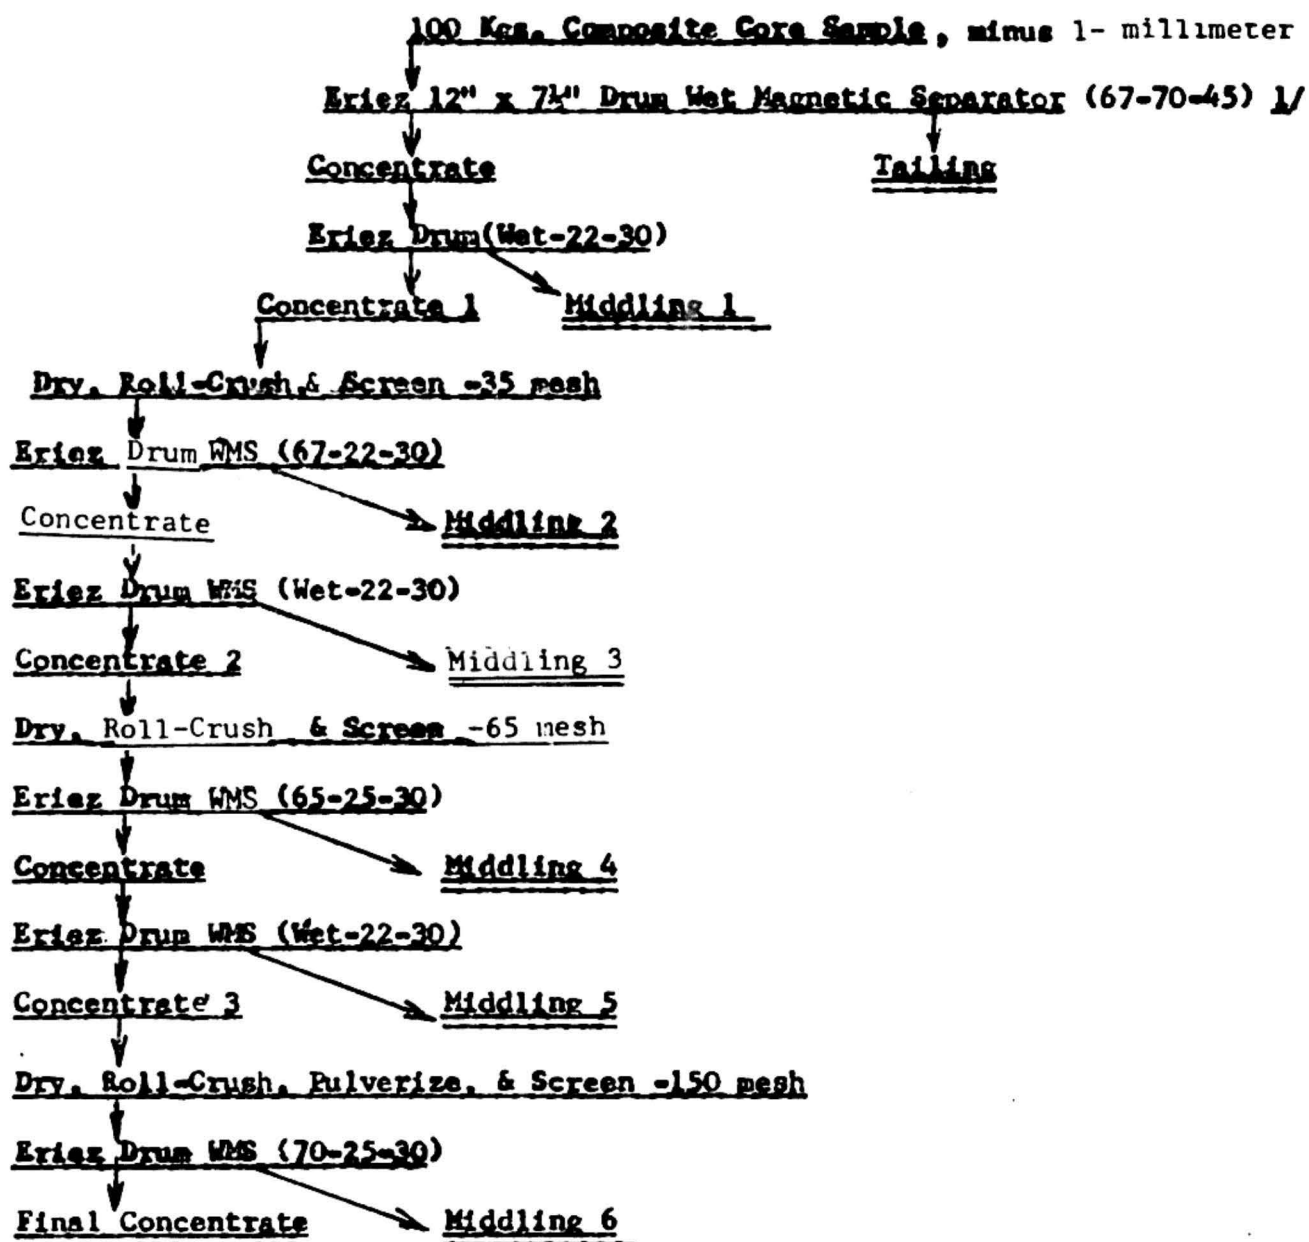 100 Kgs. Composite Core Sample, minus 1- millimeter
Eriez 12" x 7½" Drum Wet Magnetic Separator (67-70-45) 1/
Concentrate Tailing
Eriez Drum(Wet-22-30)
Concentrate 1 Middling 1
Dry, Roll-Crush,& Screen -35 mesh
Eriez Drum WMS (67-22-30)
Concentrate Middling 2
Eriez Drum WMS (Wet-22-30)
Concentrate 2 Middling 3
Dry, Roll-Crush & Screen -65 mesh
Eriez Drum WMS (65-25-30)
Concentrate Middling 4
Eriez Drum WMS (Wet-22-30)
Concentrate 3 Middling 5
Dry, Roll-Crush, Pulverize, & Screen -150 mesh
Eriez Drum WMS (70-25-30)
Final Concentrate Middling 6